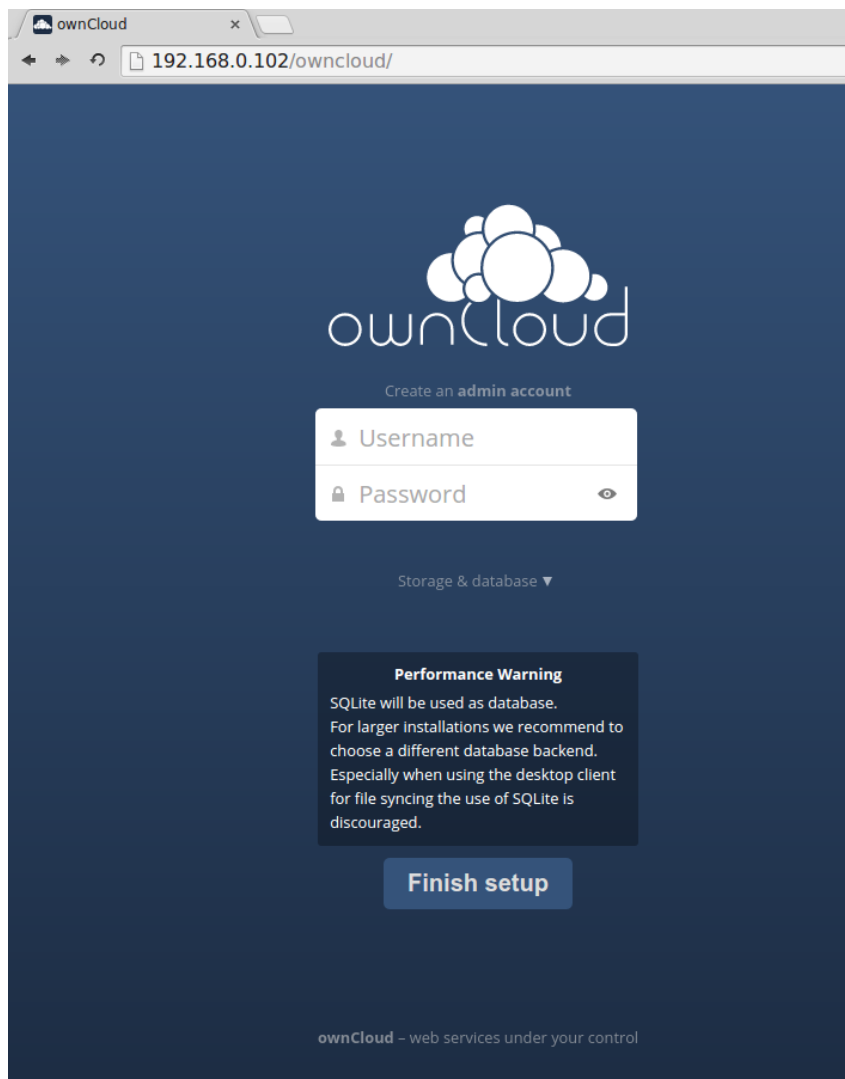 ownCloud
192.168.0.102/owncloud/
ownCloud
Create an admin account
Username
Password
Storage & database ▼
Performance Warning
SQLite will be used as database.
For larger installations we recommend to
choose a different database backend.
Especially when using the desktop client
for file syncing the use of SQLite is
discouraged.
Finish setup
ownCloud – web services under your control